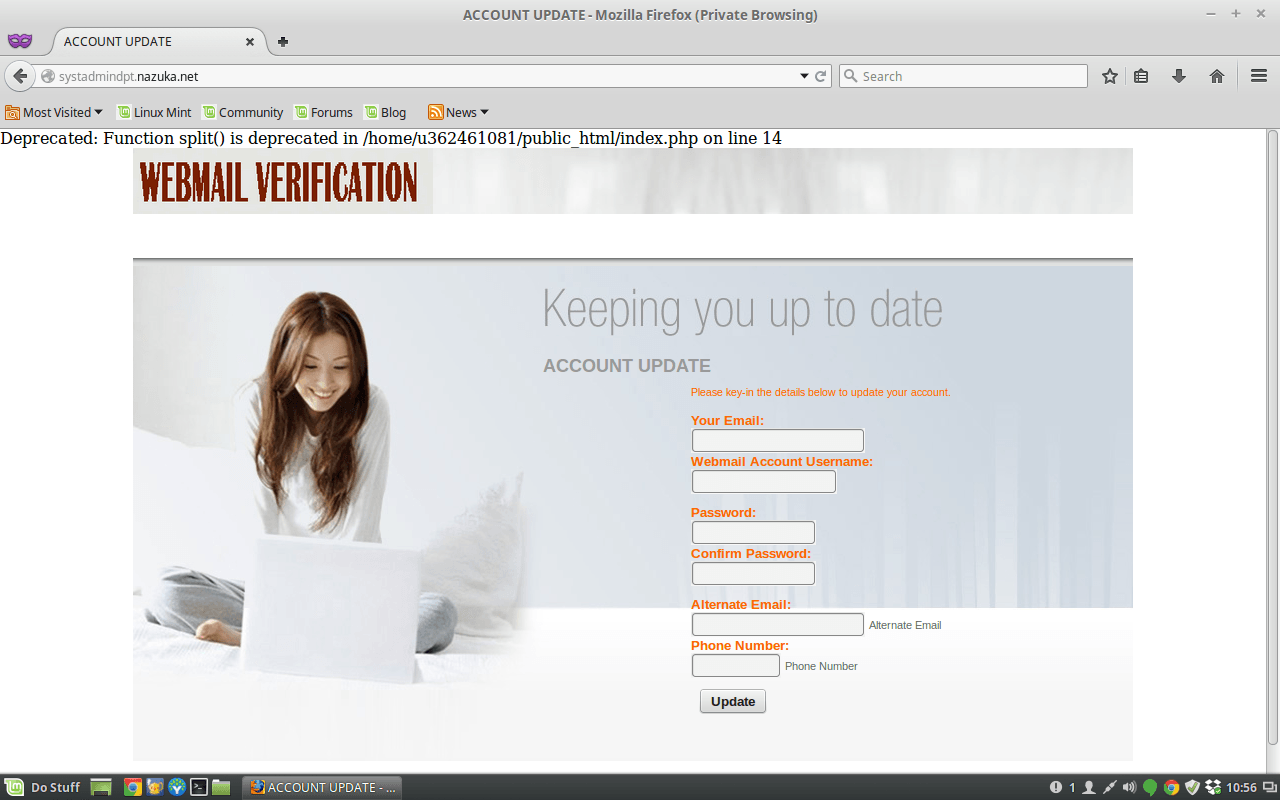 ACCOUNT UPDATE - Mozilla Firefox (Private Browsing)
ACCOUNT UPDATE
systadmindpt.nazuka.net
Search
Most Visited Linux Mint Community Forums Blog News
Deprecated: Function split() is deprecated in /home/u362461081/public_html/index.php on line 14
WEBMAIL VERIFICATION
Keeping you up to date
ACCOUNT UPDATE
Please key-in the details below to update your account.
Your Email:
Webmail Account Username:
Password:
Confirm Password:
Alternate Email:
Alternate Email
Phone Number:
Phone Number
Update
Do Stuff ACCOUNT UPDATE - ... 1 10:56